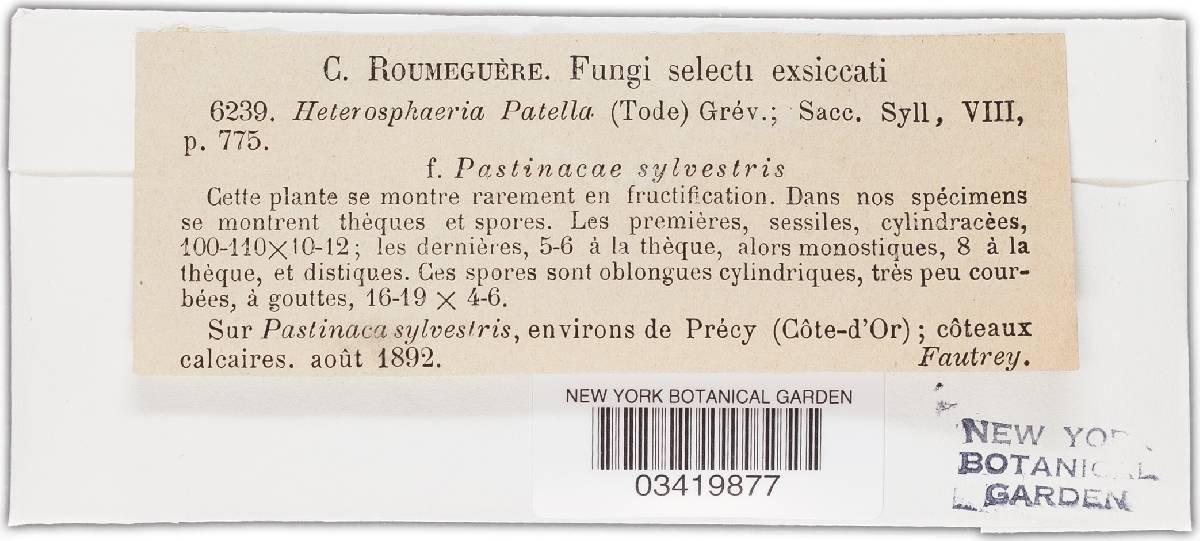 C. ROUMEGUÈRE. Fungi selecti exsiccati
6239. Heterosphaeria Patella (Tode) Grév.; Sacc. Syll, VIII,
p. 775.
f. Pastinacae sylvestris
Cette plante se montre rarement en fructification. Dans nos spécimens
se montrent thèques et spores. Les premières, sessiles, cylindracèes,
100-110×10-12; les dernières, 5-6 à la thèque, alors monostiques, 8 à la
thèque, et distiques. Ces spores sont oblongues cylindriques, très peu cour-
bées, à gouttes, 16-19 × 4-6.
Sur Pastinaca sylvestris, environs de Précy (Côte-d'Or); côteaux
calcaires. août 1892. Fautrey.
NEW YORK BOTANICAL GARDEN
03419877
NEW YORK
BOTANICAL
GARDEN